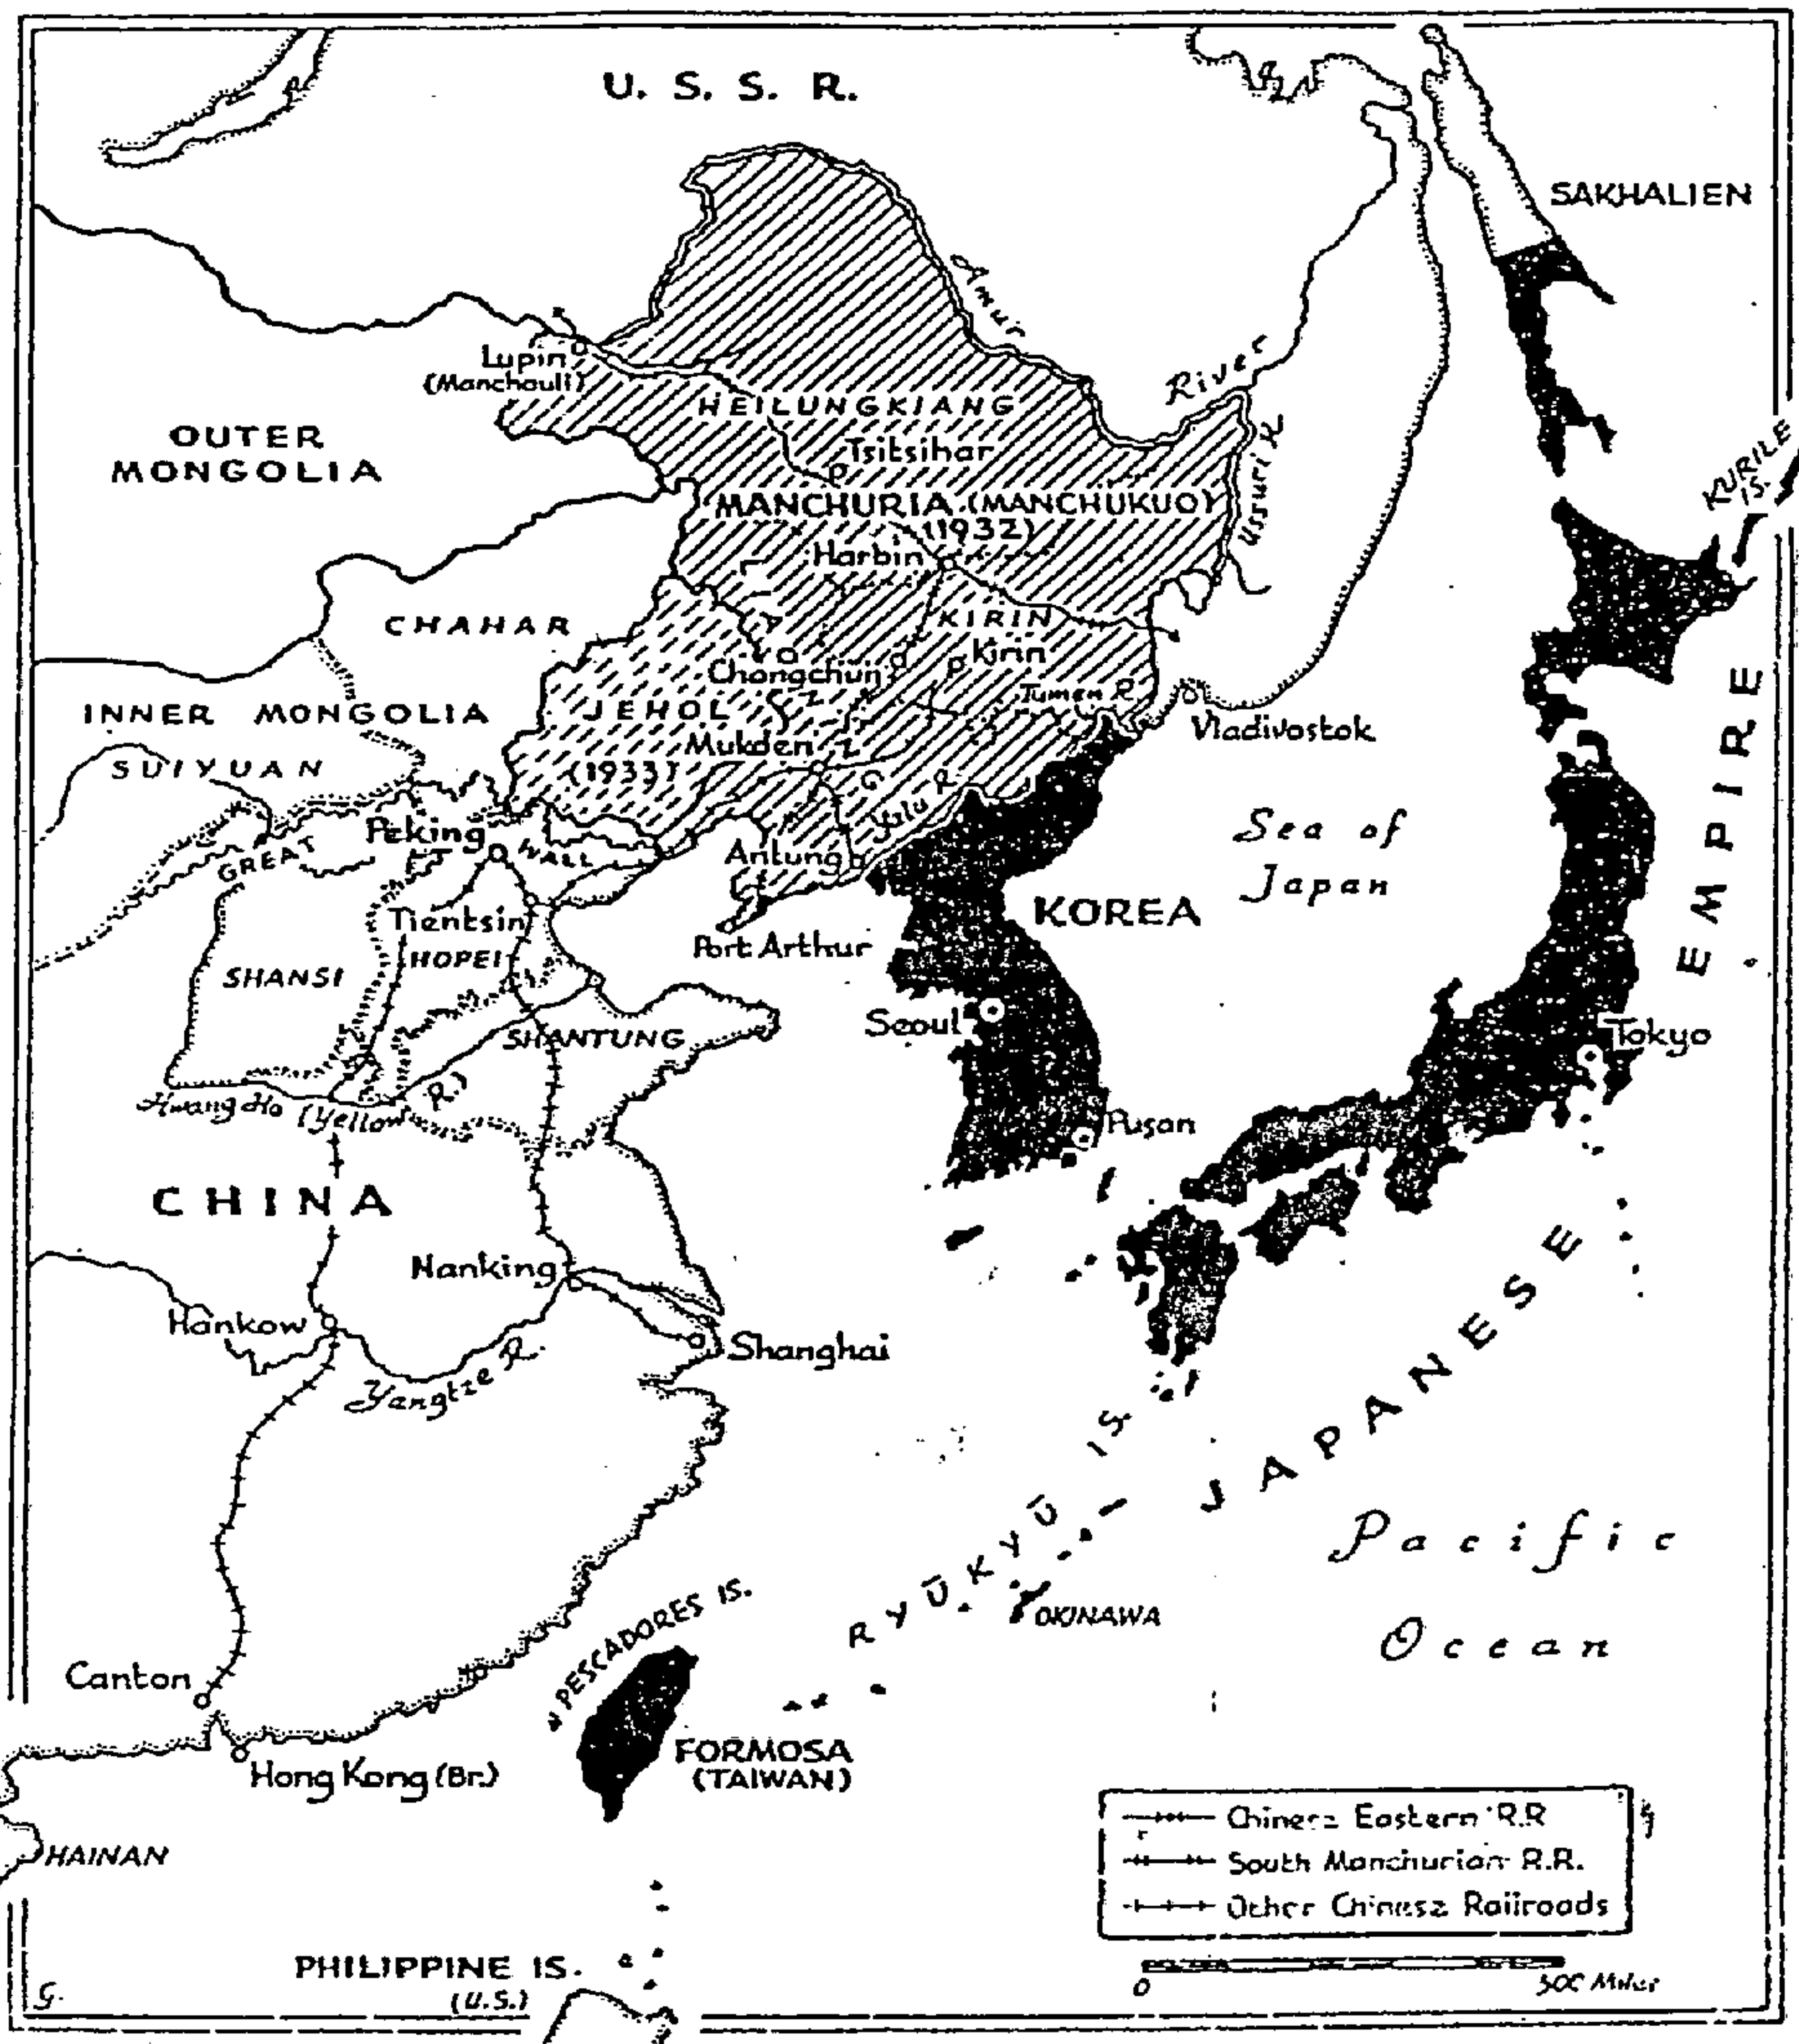 U. S. S. R.
SAKHALIEN
Amur
River
Lupin
(Manchouli)
HEILUNGKIANG
OUTER
MONGOLIA
Tsitsihar
Ussuri R
KURILE
IS.
MANCHURIA (MANCHUKUO)
(1932)
Harbin
CHAHAR
KIRIN
Kirin
Changchun
Tumen R.
INNER MONGOLIA
JEHOL
(1933)
Vladivostok
SUIYUAN
Mukden
Yalu R.
Peking
GREAT
WALL
Antung
Sea of
Japan
JAPANESE EMPIRE
Tientsin
KOREA
HOPEI
Port Arthur
SHANSI
Seoul
SHANTUNG
Tokyo
Hwang Ho (Yellow R.)
Pusan
CHINA
Nanking
Hankow
Shanghai
Yangtze R.
RYŪKYŪ IS.
Pacific
Ocean
PESCADORES IS.
OKINAWA
Canton
FORMOSA
(TAIWAN)
Hong Kong (Br.)
HAINAN
Chinese Eastern R.R
South Manchurian R.R.
Other Chinese Railroads
0 500 Miles
PHILIPPINE IS.
(U.S.)
G.